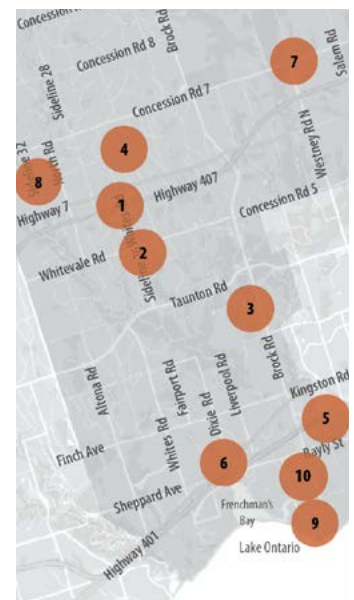 Concession Rd 8
Brock Rd
Salem Rd
7
Sideline 28
Concession Rd 7
Westney Rd N
4
North Rd
8
1
Highway 407
Highway 7
Concession Rd 5
2
Whitevale Rd
Taunton Rd
3
Altona Rd
Fairport Rd
Liverpool Rd
Brock Rd
Dixie Rd
Whites Rd
Kingston Rd
5
Finch Ave
6
Bayly St
10
Sheppard Ave
Frenchman's
Bay
9
Highway 401
Lake Ontario